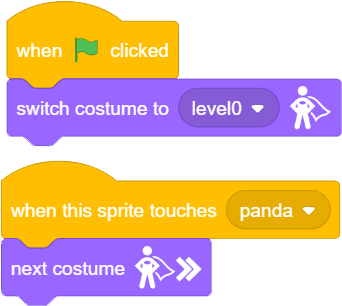 when clicked
switch costume to level0
when this sprite touches panda
next costume